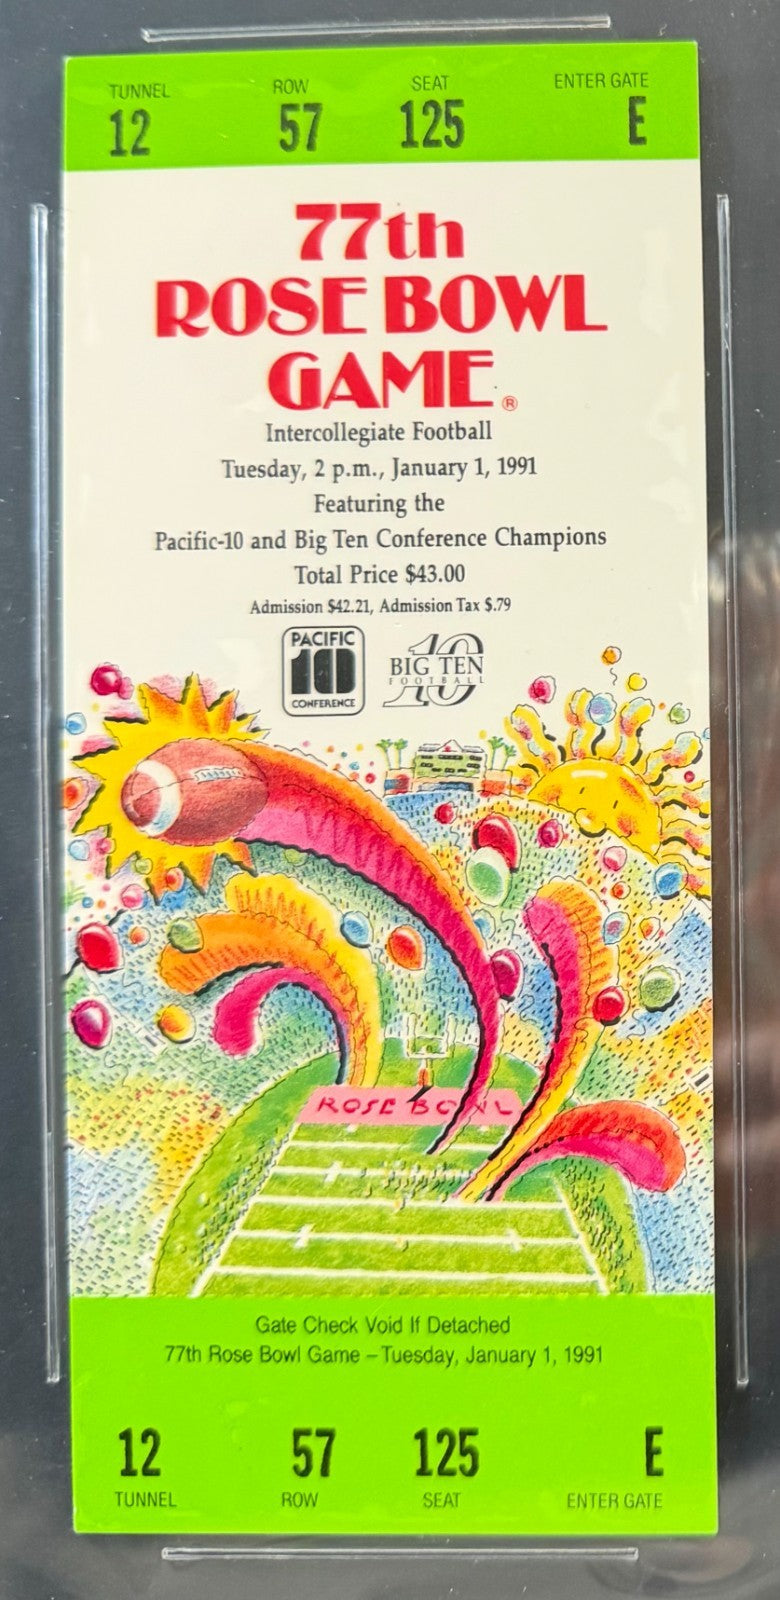 TUNNEL ROW SEAT ENTER GATE
12 57 125 E
77th
ROSE BOWL
GAME®
Intercollegiate Football
Tuesday, 2 p.m., January 1, 1991
Featuring the
Pacific-10 and Big Ten Conference Champions
Total Price $43.00
Admission $42.21, Admission Tax $.79
PACIFIC
10
CONFERENCE
10
BIG TEN
FOOTBALL
ROSE BOWL
Gate Check Void If Detached
77th Rose Bowl Game – Tuesday, January 1, 1991
12 57 125 E
TUNNEL ROW SEAT ENTER GATE